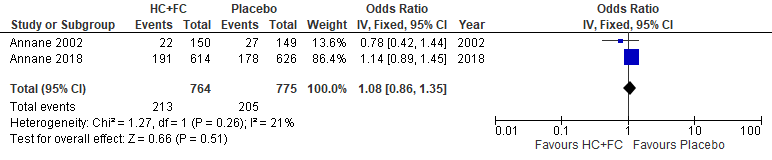 HC+FC Placebo Odds Ratio Odds Ratio
Study or Subgroup Events Total Events Total Weight IV, Fixed, 95% CI Year IV, Fixed, 95% CI
Annane 2002 22 150 27 149 13.6% 0.78 [0.42, 1.44] 2002
Annane 2018 191 614 178 626 86.4% 1.14 [0.89, 1.45] 2018
Total (95% CI) 764 775 100.0% 1.08 [0.86, 1.35]
Total events 213 205
Heterogeneity: Chi² = 1.27, df = 1 (P = 0.26); I² = 21%
Test for overall effect: Z = 0.66 (P = 0.51)
0.01 0.1 1 10 100
Favours HC+FC Favours Placebo